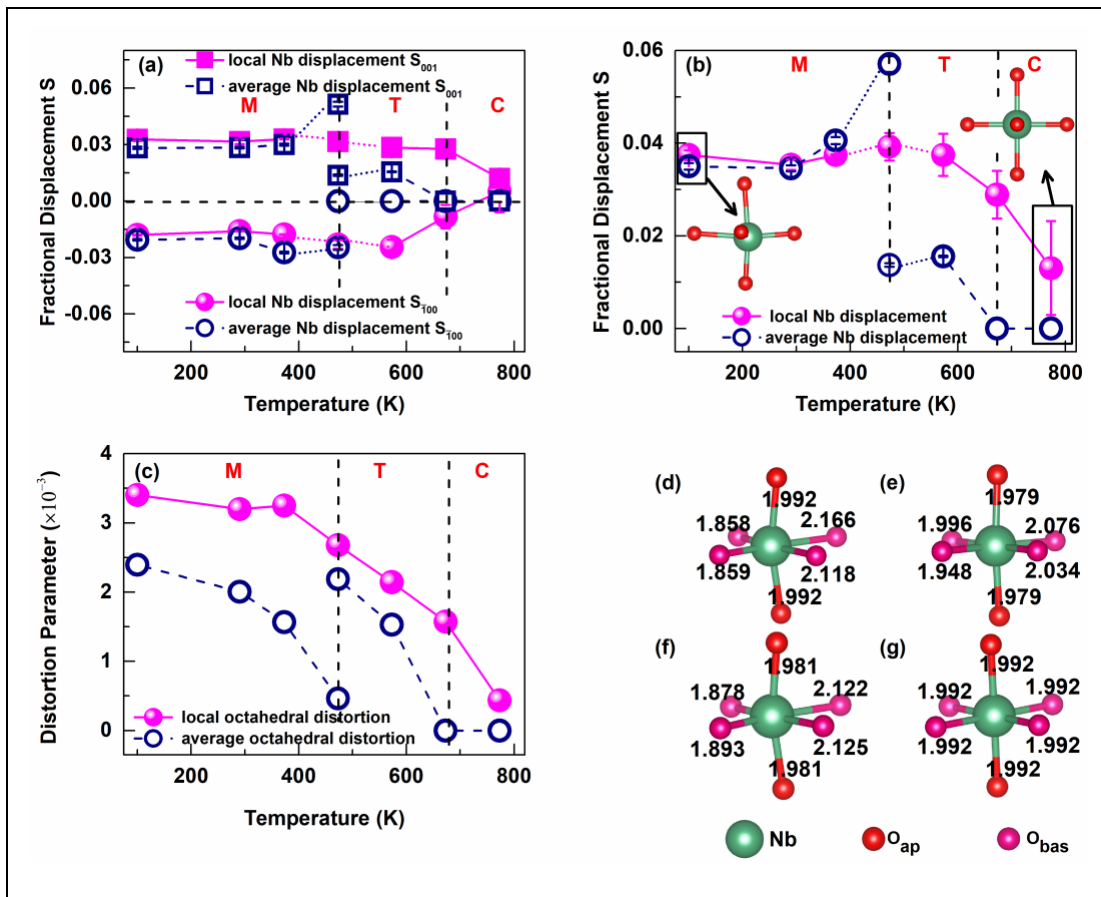 (a)
local Nb displacement S001
average Nb displacement S001
M
T
C
0.06
0.03
0.00
-0.03
-0.06
Fractional Displacement S
local Nb displacement S1̄00
average Nb displacement S1̄00
200
400
600
800
Temperature (K)
(b)
M
T
C
0.06
0.04
0.02
0.00
Fractional Displacement S
local Nb displacement
average Nb displacement
200
400
600
800
Temperature (K)
(c)
M
T
C
4
3
2
1
0
Distortion Parameter (×10⁻³)
local octahedral distortion
average octahedral distortion
200
400
600
800
Temperature (K)
(d)
1.992
1.858
2.166
1.859
2.118
1.992
(e)
1.979
1.996
2.076
1.948
2.034
1.979
(f)
1.981
1.878
2.122
1.893
2.125
1.981
(g)
1.992
1.992
1.992
1.992
1.992
1.992
Nb
Oap
Obas